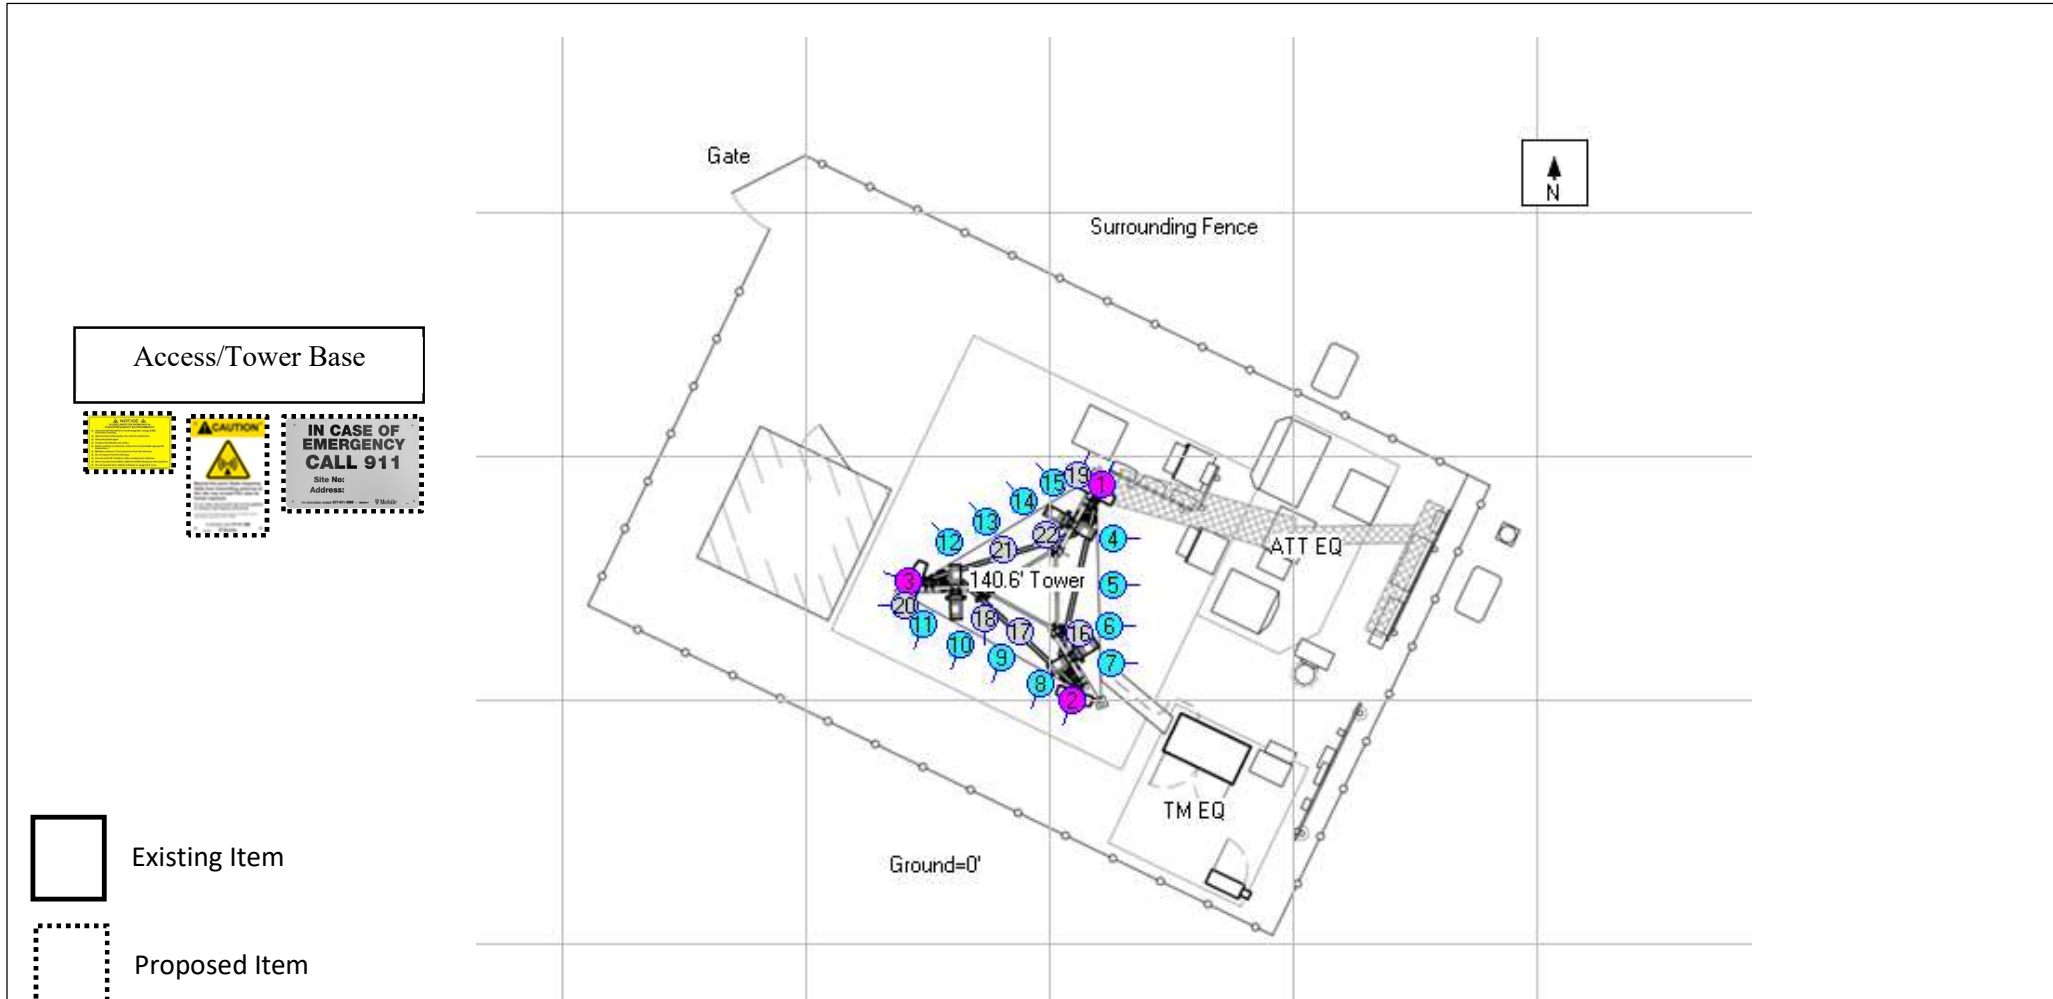 Gate
N
Surrounding Fence
Access/Tower Base
NOTICE
CAUTION
IN CASE OF
EMERGENCY
CALL 911
Site No:
Address:
T Mobile
19
1
15
14
13
22
4
12
21
ATT EQ
3
140.6' Tower
5
20
18
11
17
16
6
10
9
7
8
2
TM EQ
Existing Item
Ground=0'
Proposed Item